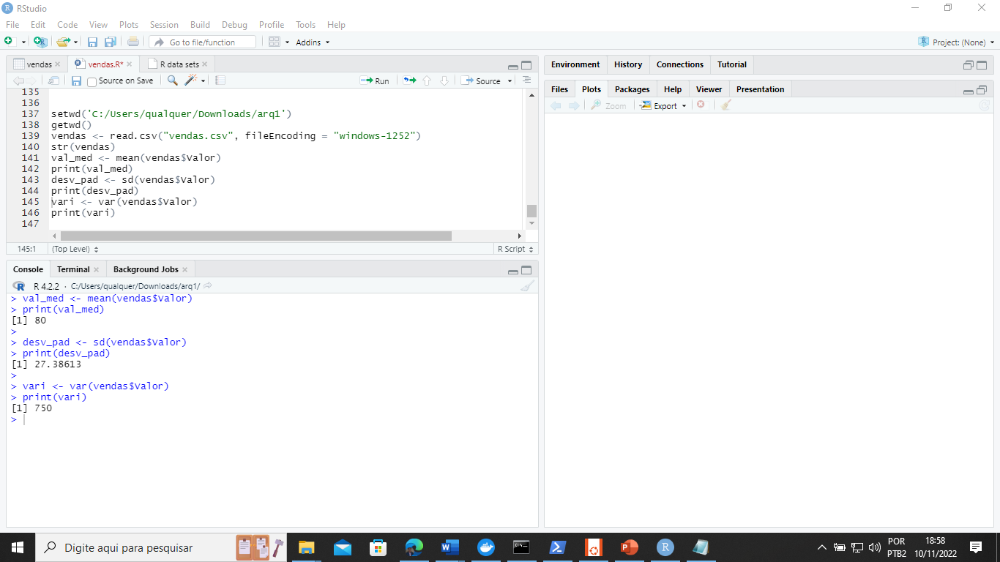 RStudio
File Edit Code View Plots Session Build Debug Profile Tools Help
Go to file/function Addins Project: (None)
vendas vendas.R* R data sets
Source on Save Run Source
135
136
137 setwd('C:/Users/qualquer/Downloads/arq1')
138 getwd()
139 vendas <- read.csv("vendas.csv", fileEncoding = "windows-1252")
140 str(vendas)
141 val_med <- mean(vendas$Valor)
142 print(val_med)
143 desv_pad <- sd(vendas$Valor)
144 print(desv_pad)
145 vari <- var(vendas$Valor)
146 print(vari)
147
145:1 (Top Level) R Script
Console Terminal Background Jobs
R 4.2.2 · C:/Users/qualquer/Downloads/arq1/
> val_med <- mean(vendas$Valor)
> print(val_med)
[1] 80
>
> desv_pad <- sd(vendas$Valor)
> print(desv_pad)
[1] 27.38613
>
> vari <- var(vendas$Valor)
> print(vari)
[1] 750
>
Environment History Connections Tutorial
Files Plots Packages Help Viewer Presentation
Zoom Export
Digite aqui para pesquisar
POR
PTB2
18:58
10/11/2022